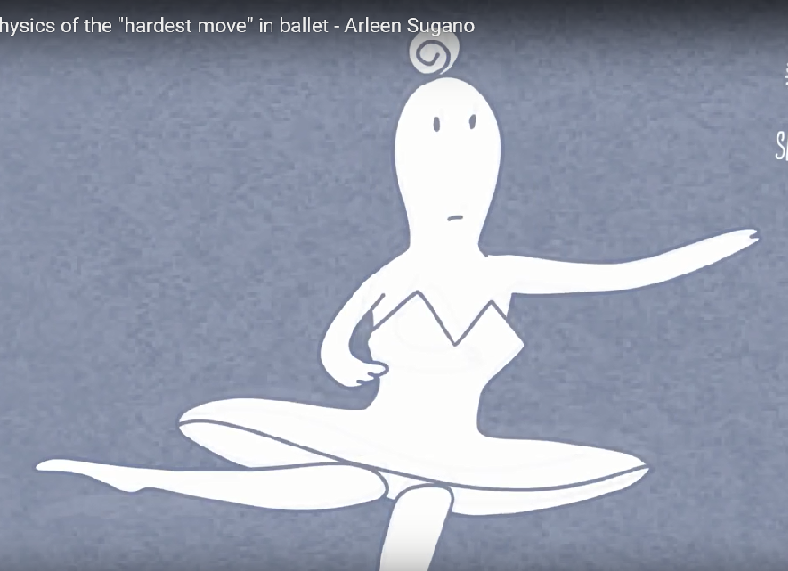 hysics of the "hardest move" in ballet - Arleen Sugano